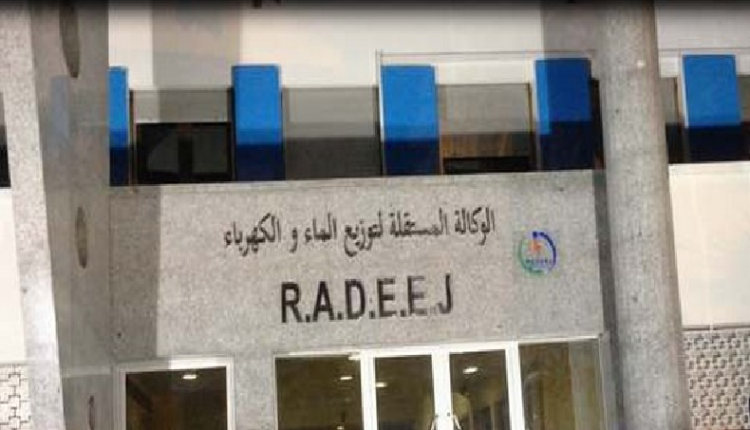 الوكالة المستقلة لتوزيع الماء و الكهرباء
R.A.D.E.E.J